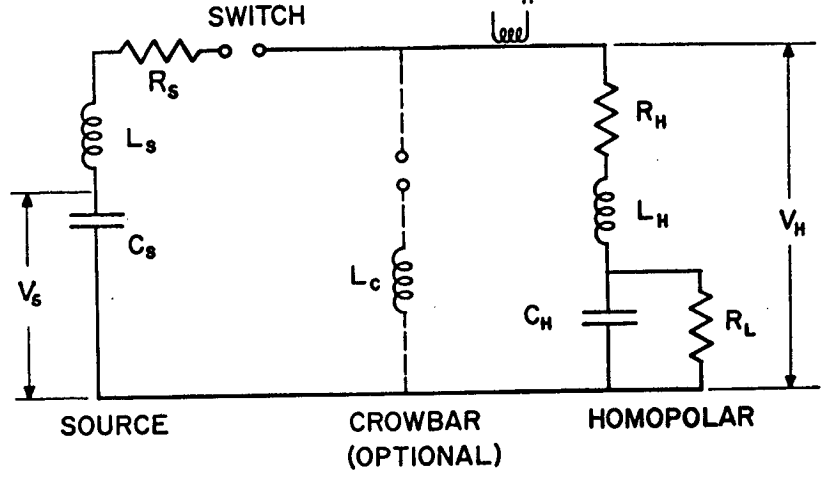 SWITCH
R_S
L_S
C_S
V_S
L_C
R_H
L_H
C_H
R_L
V_H
SOURCE
CROWBAR
(OPTIONAL)
HOMOPOLAR